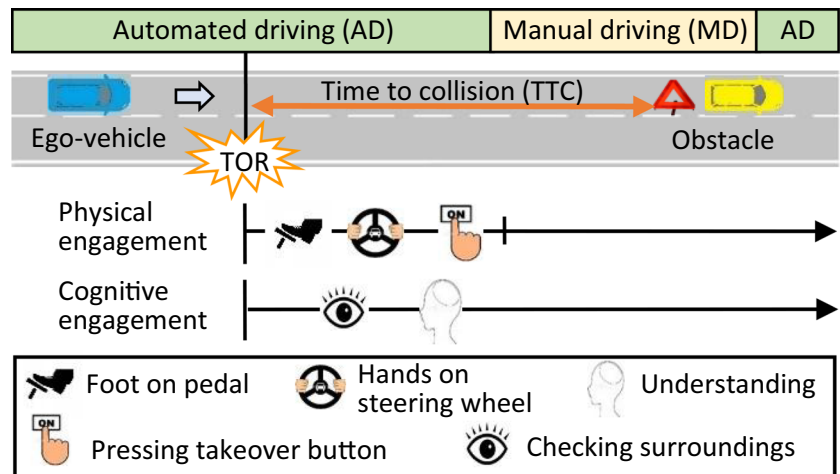 Automated driving (AD)
Manual driving (MD)
AD
Time to collision (TTC)
Ego-vehicle
Obstacle
TOR
Physical
engagement
ON
Cognitive
engagement
Foot on pedal
Hands on
steering wheel
Understanding
ON
Pressing takeover button
Checking surroundings